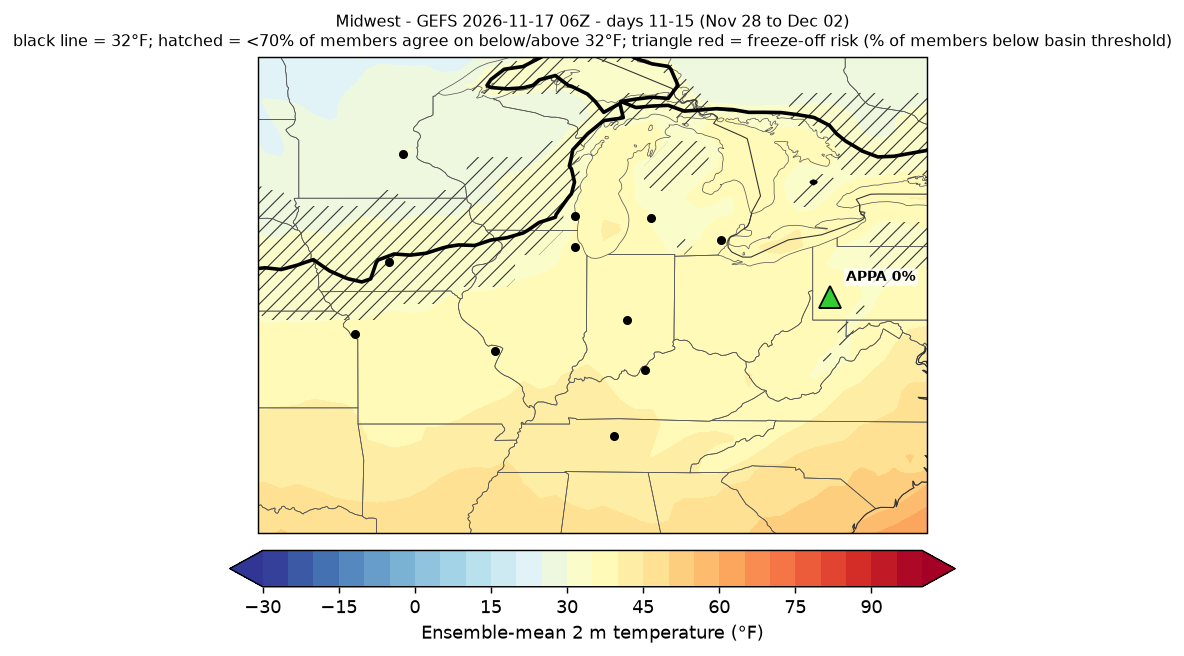 Midwest - GEFS 2026-11-17 06Z - days 11-15 (Nov 28 to Dec 02)
black line = 32°F; hatched = <70% of members agree on below/above 32°F; triangle red = freeze-off risk (% of members below basin threshold)
APPA 0%
−30 −15 0 15 30 45 60 75 90
Ensemble-mean 2 m temperature (°F)